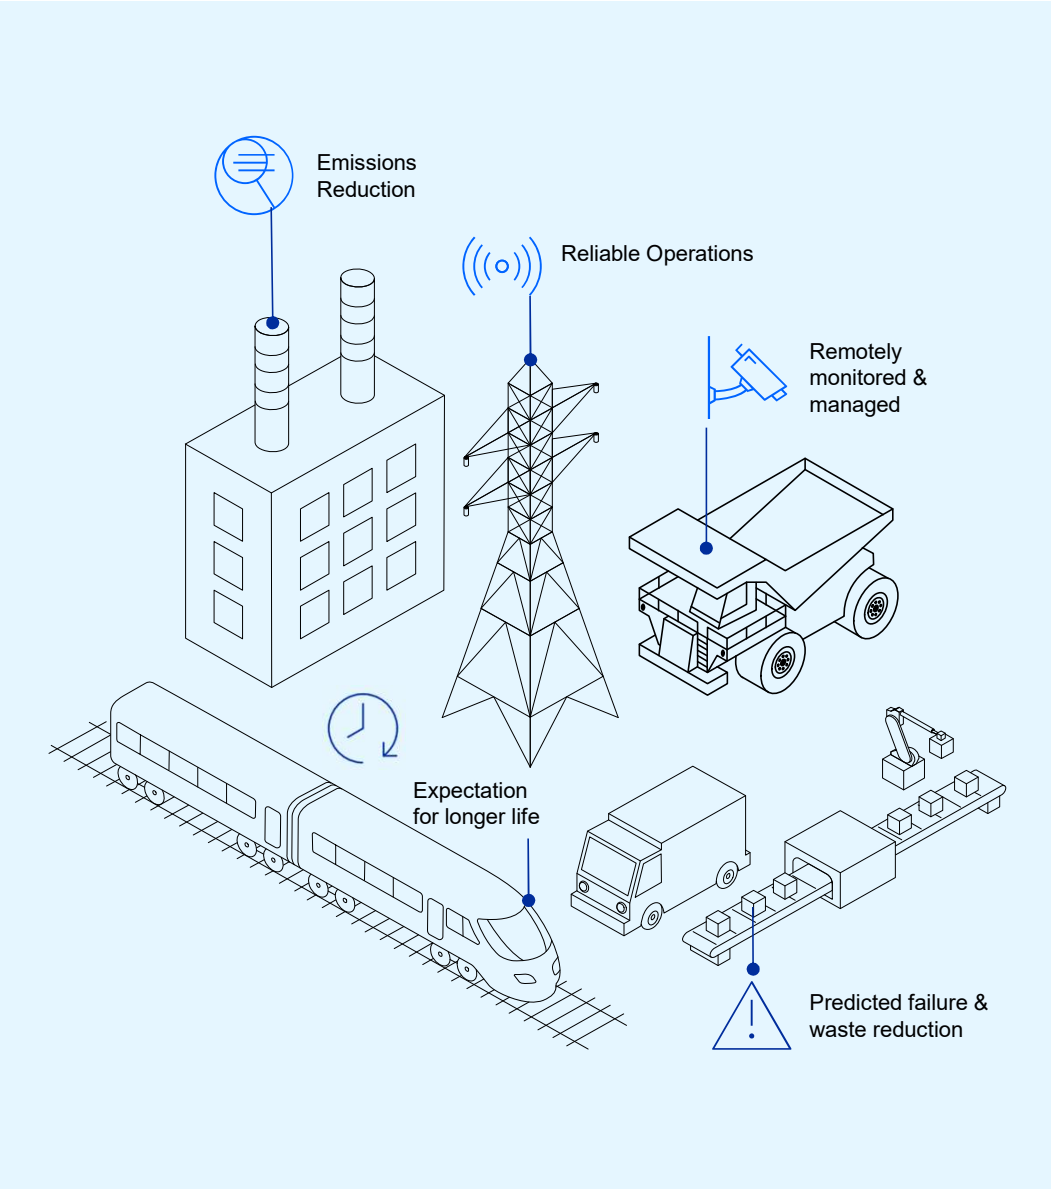 Emissions
Reduction
Reliable Operations
Remotely
monitored &
managed
Expectation
for longer life
Predicted failure &
waste reduction